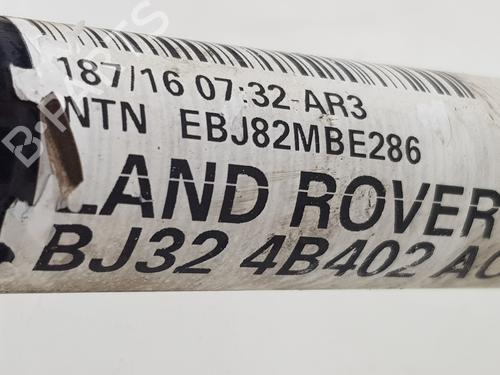 187/16 07:32-AR3
NTN EBJ82MBE286
LAND ROVER
BJ32 4B402 AC